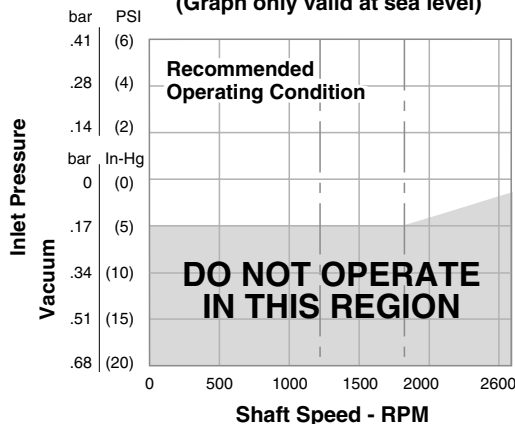 (Graph only valid at sea level)
bar PSI
.41 (6)
.28 (4)
.14 (2)
bar In-Hg
0 (0)
.17 (5)
.34 (10)
.51 (15)
.68 (20)
Inlet Pressure
Vacuum
Recommended
Operating Condition
DO NOT OPERATE
IN THIS REGION
0 500 1000 1500 2000 2600
Shaft Speed - RPM